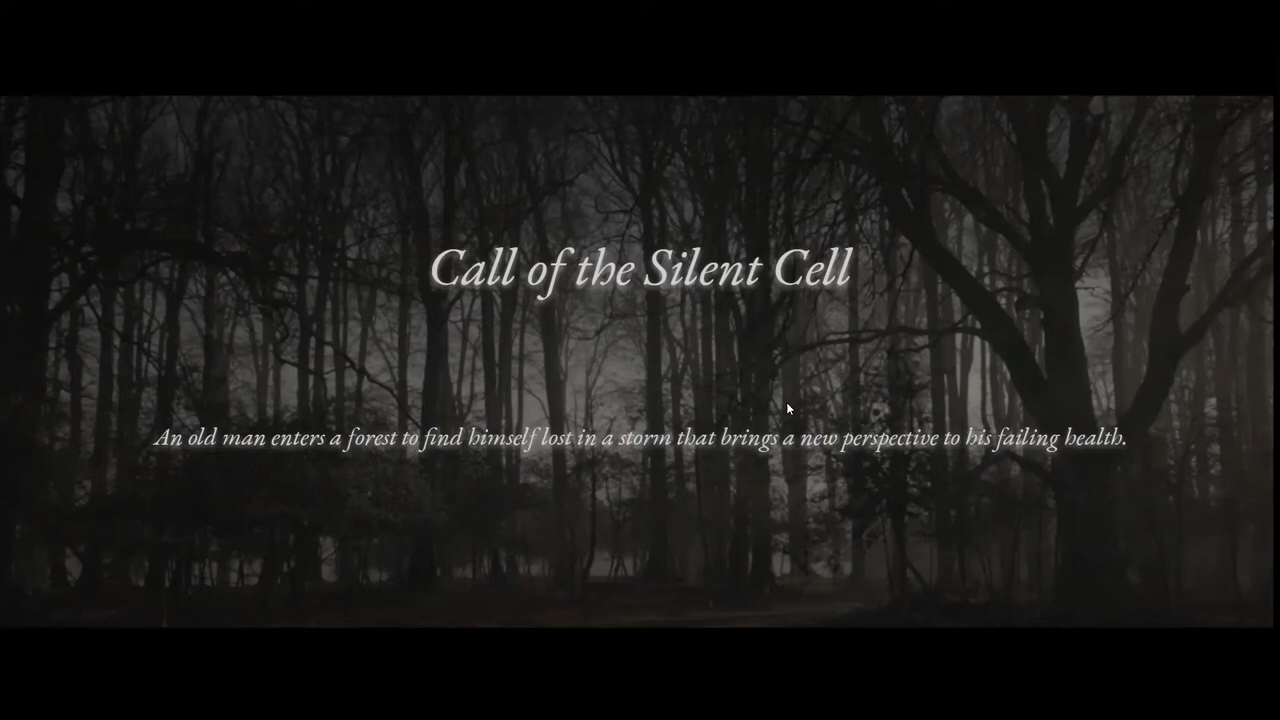 Call of the Silent Cell
An old man enters a forest to find himself lost in a storm that brings a new perspective to his failing health.